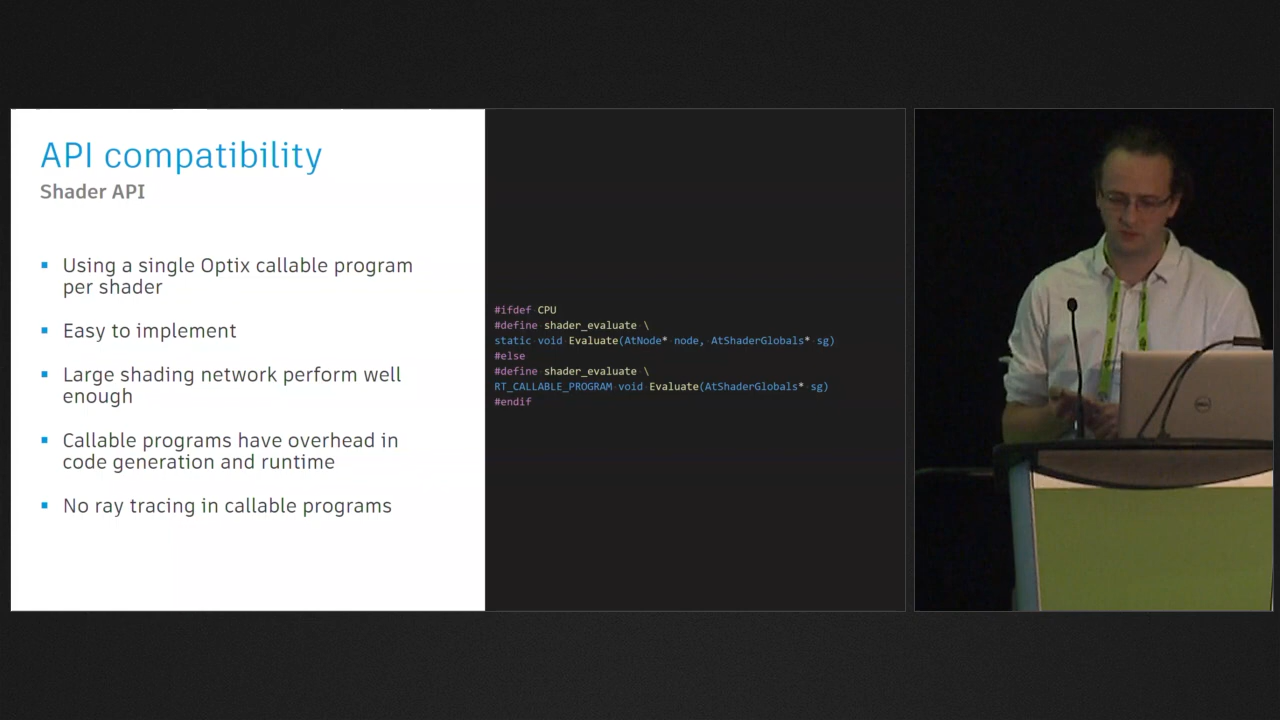 API compatibility
Shader API
Using a single Optix callable program
per shader
Easy to implement
Large shading network perform well
enough
Callable programs have overhead in
code generation and runtime
No ray tracing in callable programs
#ifdef CPU
#define shader_evaluate \
static void Evaluate(AtNode* node, AtShaderGlobals* sg)
#else
#define shader_evaluate \
RT_CALLABLE_PROGRAM void Evaluate(AtShaderGlobals* sg)
#endif
DELL